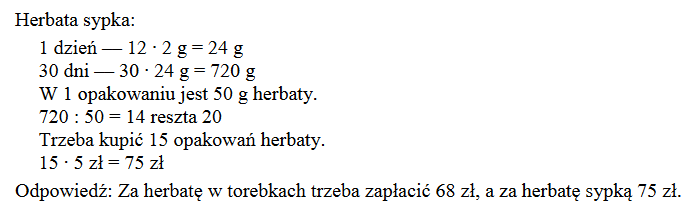 Herbata sypka:
1 dzień — 12 · 2 g = 24 g
30 dni — 30 · 24 g = 720 g
W 1 opakowaniu jest 50 g herbaty.
720 : 50 = 14 reszta 20
Trzeba kupić 15 opakowań herbaty.
15 · 5 zł = 75 zł
Odpowiedź: Za herbatę w torebkach trzeba zapłacić 68 zł, a za herbatę sypką 75 zł.